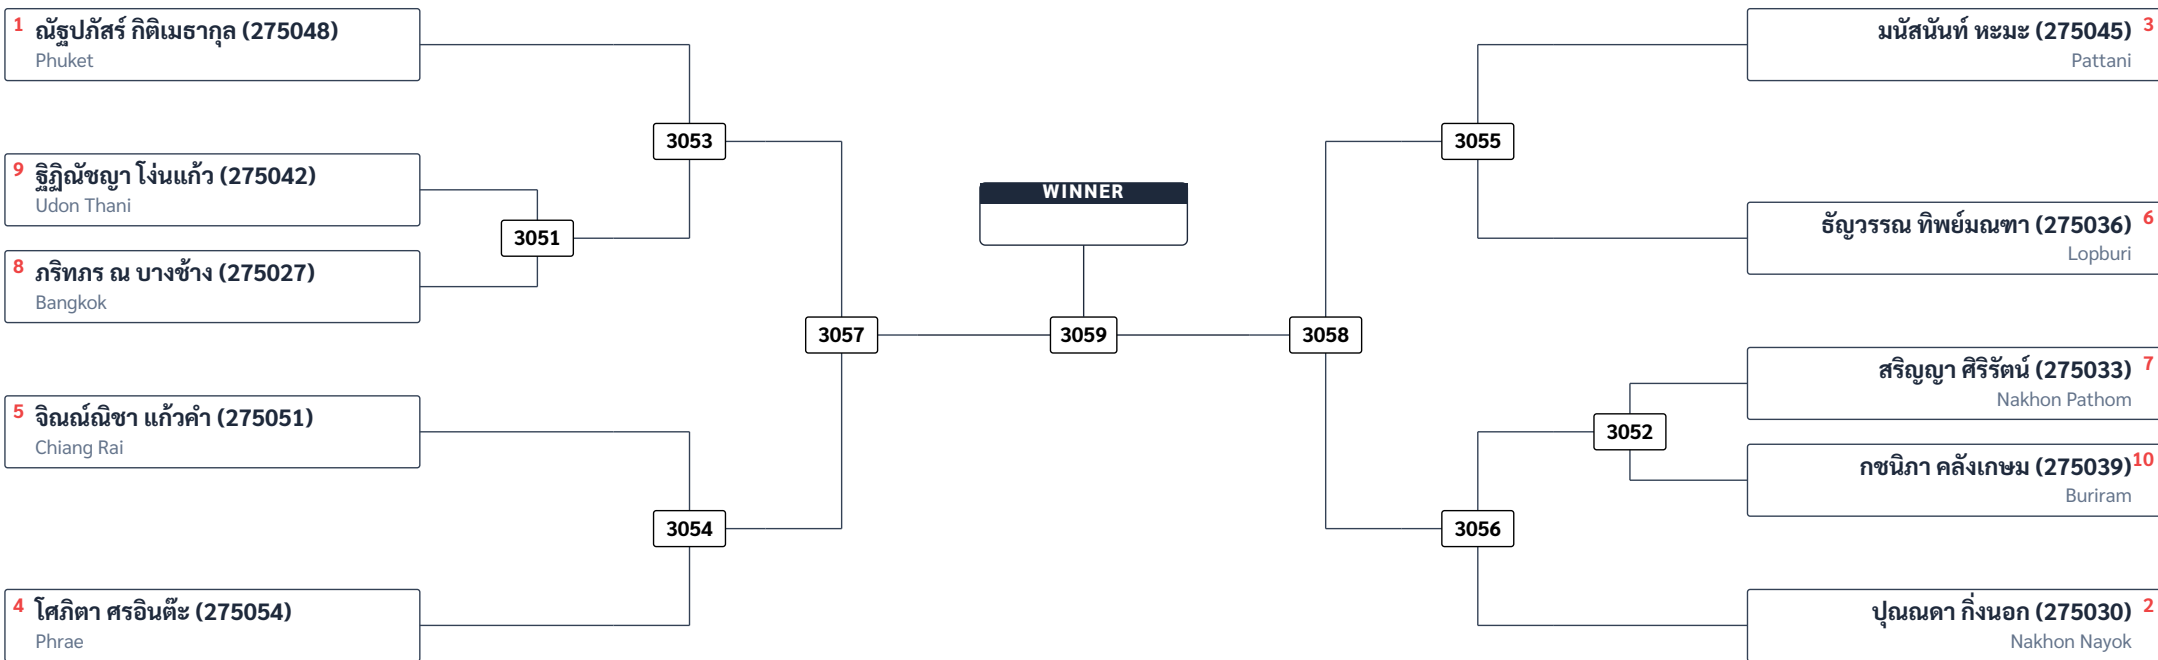 1 ณัฐปภัสร์ กิติเมธากุล (275048)
Phuket
9 ฐิฏิณัชญา โง่นแก้ว (275042)
Udon Thani
8 ภริทภร ณ บางช้าง (275027)
Bangkok
5 จิณณ์ณิชา แก้วคำ (275051)
Chiang Rai
4 โศภิตา ศรอินต๊ะ (275054)
Phrae
3051
3053
3054
3057
WINNER
3059
3058
3055
3056
3052
มนัสนันท์ หะมะ (275045) 3
Pattani
ธัญวรรณ ทิพย์มณฑา (275036) 6
Lopburi
สริญญา ศิริรัตน์ (275033) 7
Nakhon Pathom
กชนิภา คลังเกษม (275039) 10
Buriram
ปุณณดา กิ่งนอก (275030) 2
Nakhon Nayok